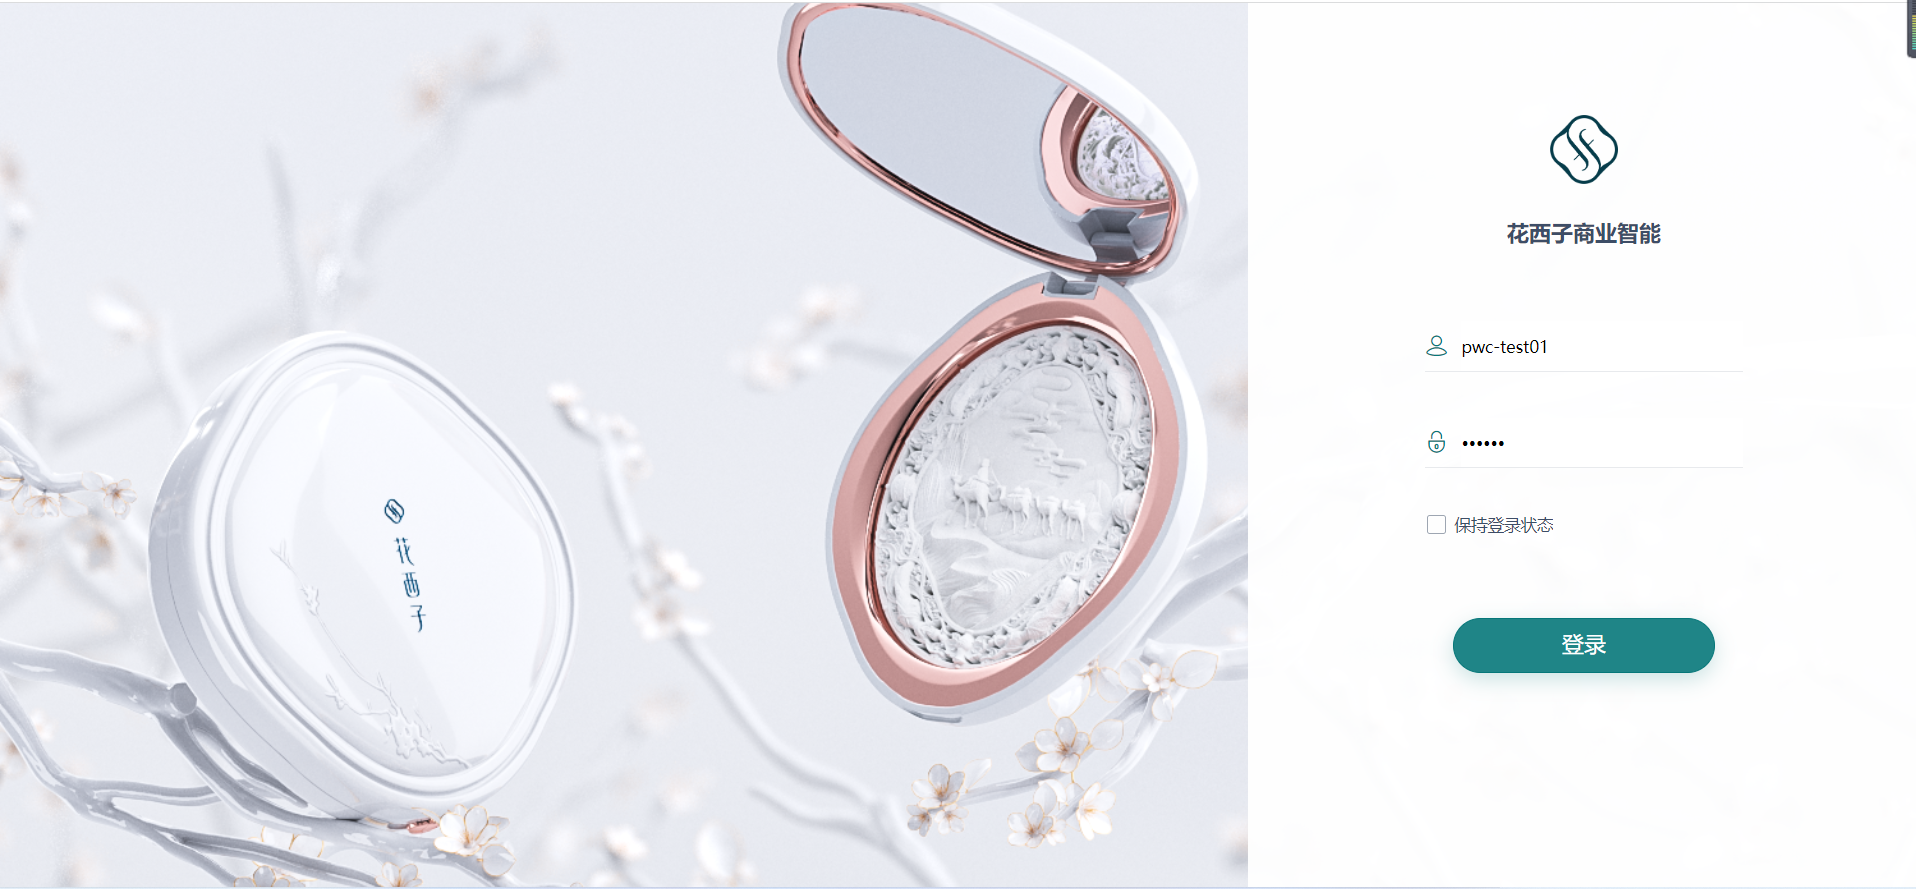 花
西
子
花西子商业智能
pwc-test01
••••••
保持登录状态
登录